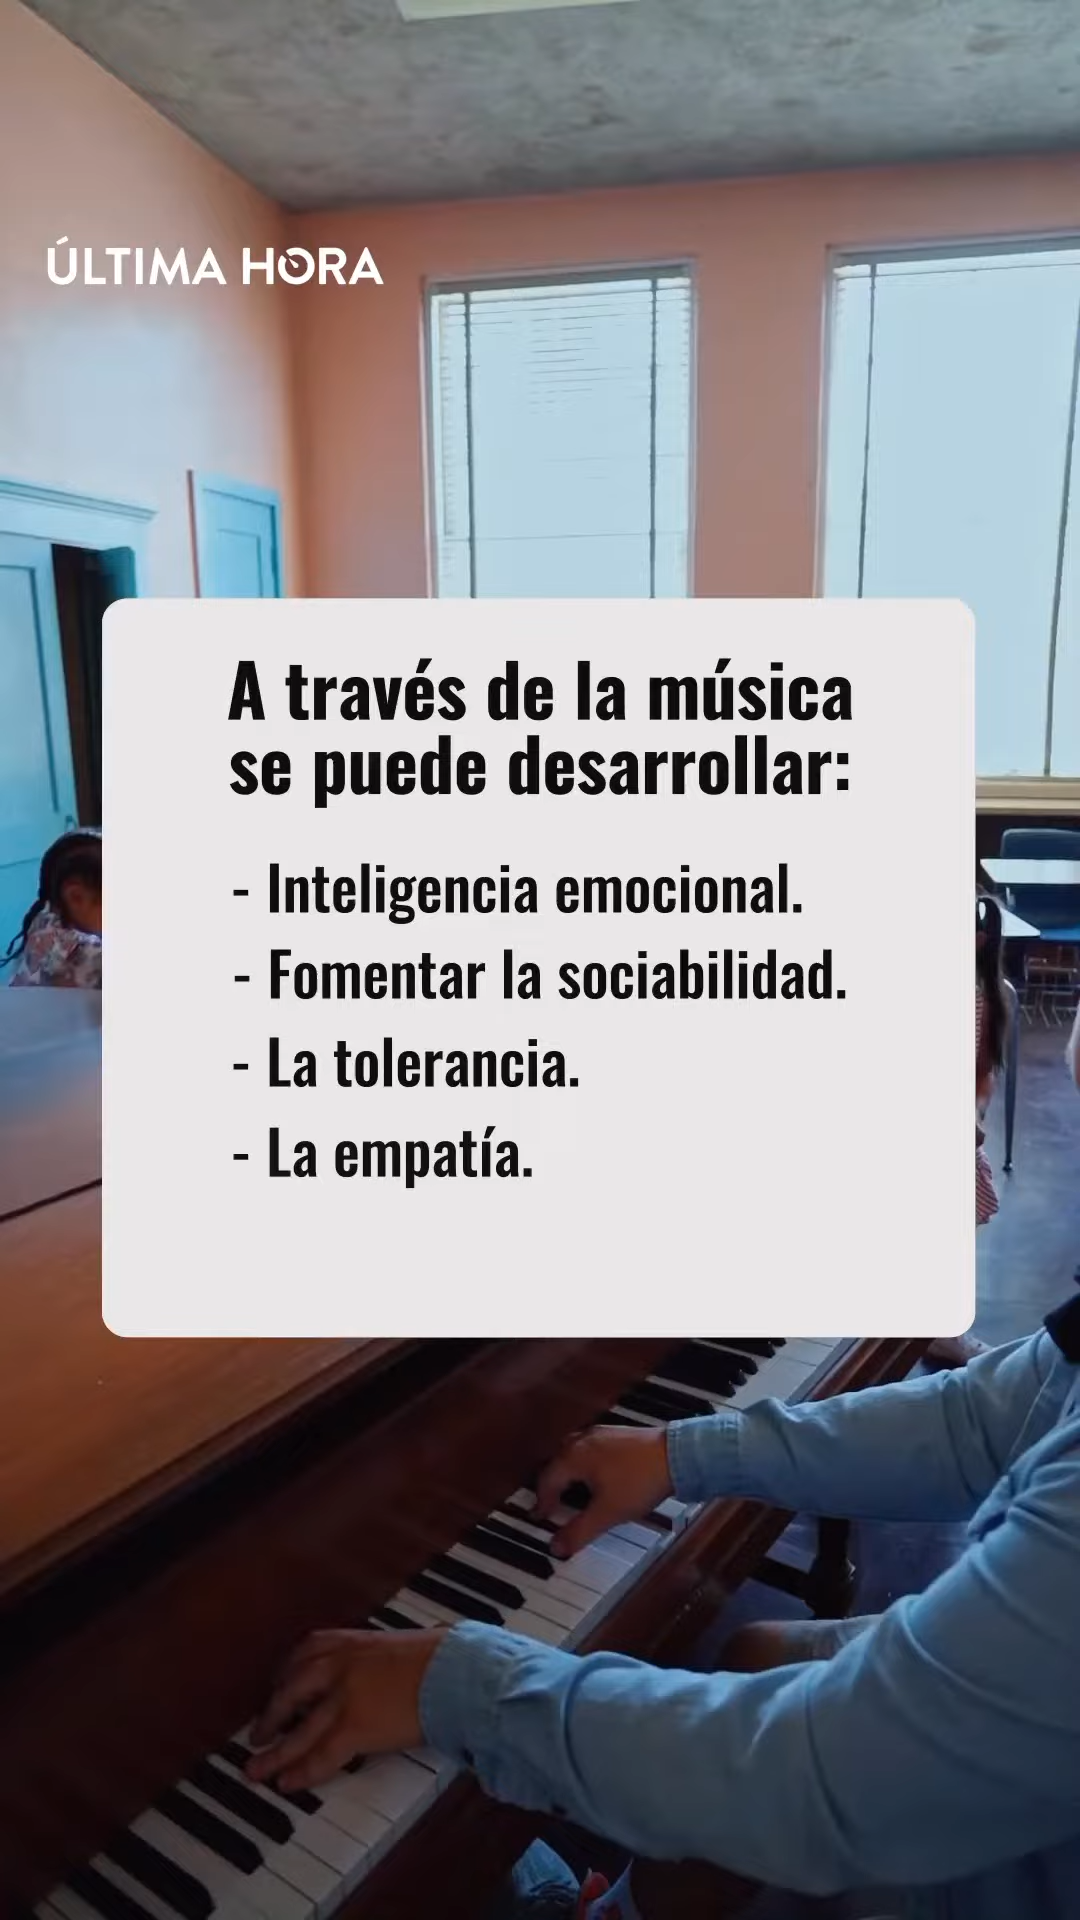 ÚLTIMA HORA
A través de la música
se puede desarrollar:
- Inteligencia emocional.
- Fomentar la sociabilidad.
- La tolerancia.
- La empatía.